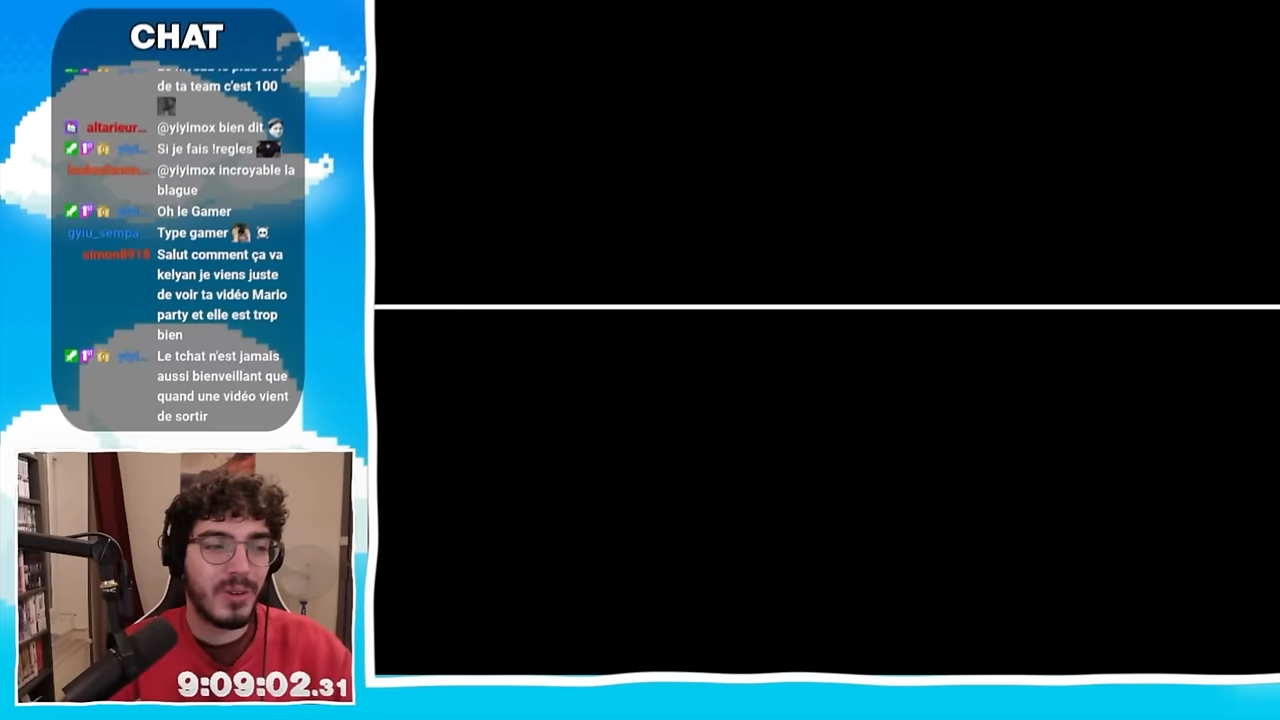 CHAT
de ta team c'est 100
altarieur... @yiyimox bien dit
Si je fais !regles
@yiyimox incroyable la
blague
Oh le Gamer
gyiu_sempa... Type gamer
simon8916 Salut comment ça va
kelyan je viens juste
de voir ta vidéo Mario
party et elle est trop
bien
Le tchat n'est jamais
aussi bienveillant que
quand une vidéo vient
de sortir
9:09:02.31